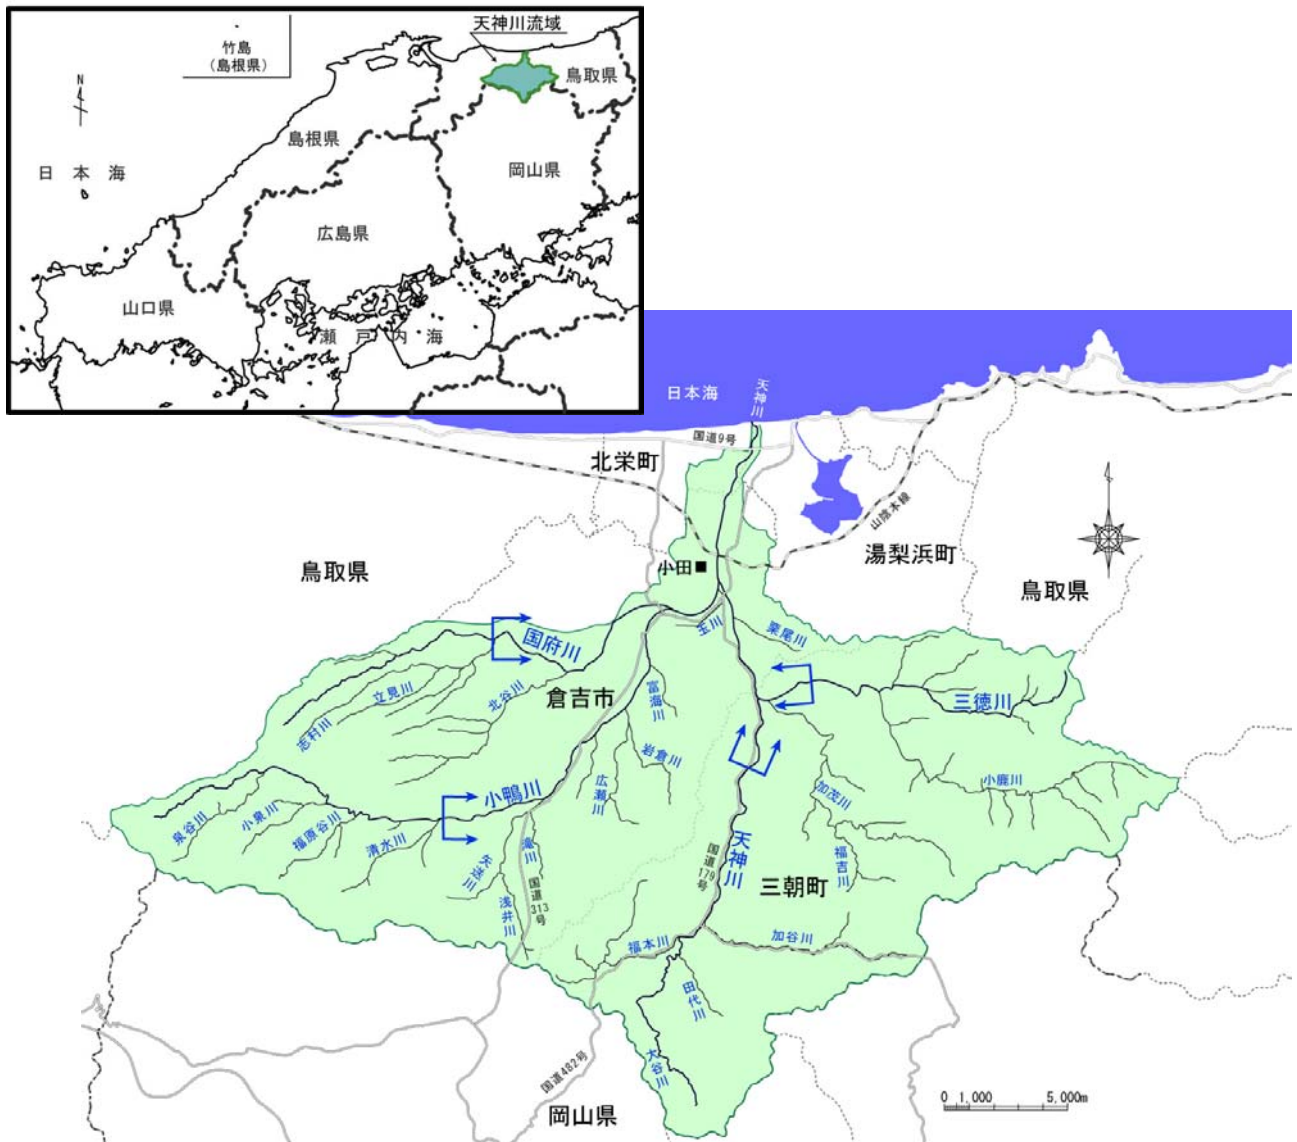 天神川流域
竹島
(島根県)
N
鳥取県
島根県
日本海
岡山県
広島県
山口県
瀬戸内海
天神川
日本海
国道9号
北栄町
山陰本線
湯梨浜町
鳥取県
小田
鳥取県
玉川
栗尾川
国府川
倉吉市
立見川
北谷川
富海川
三徳川
志村川
岩倉川
小鹿川
小鴨川
広瀬川
加茂川
泉谷川
小泉川
福原谷川
清水川
矢送川
滝川
天神川
国道179号
福吉川
三朝町
国道313号
浅井川
福本川
加谷川
田代川
大谷川
国道482号
岡山県
0 1,000 5,000m